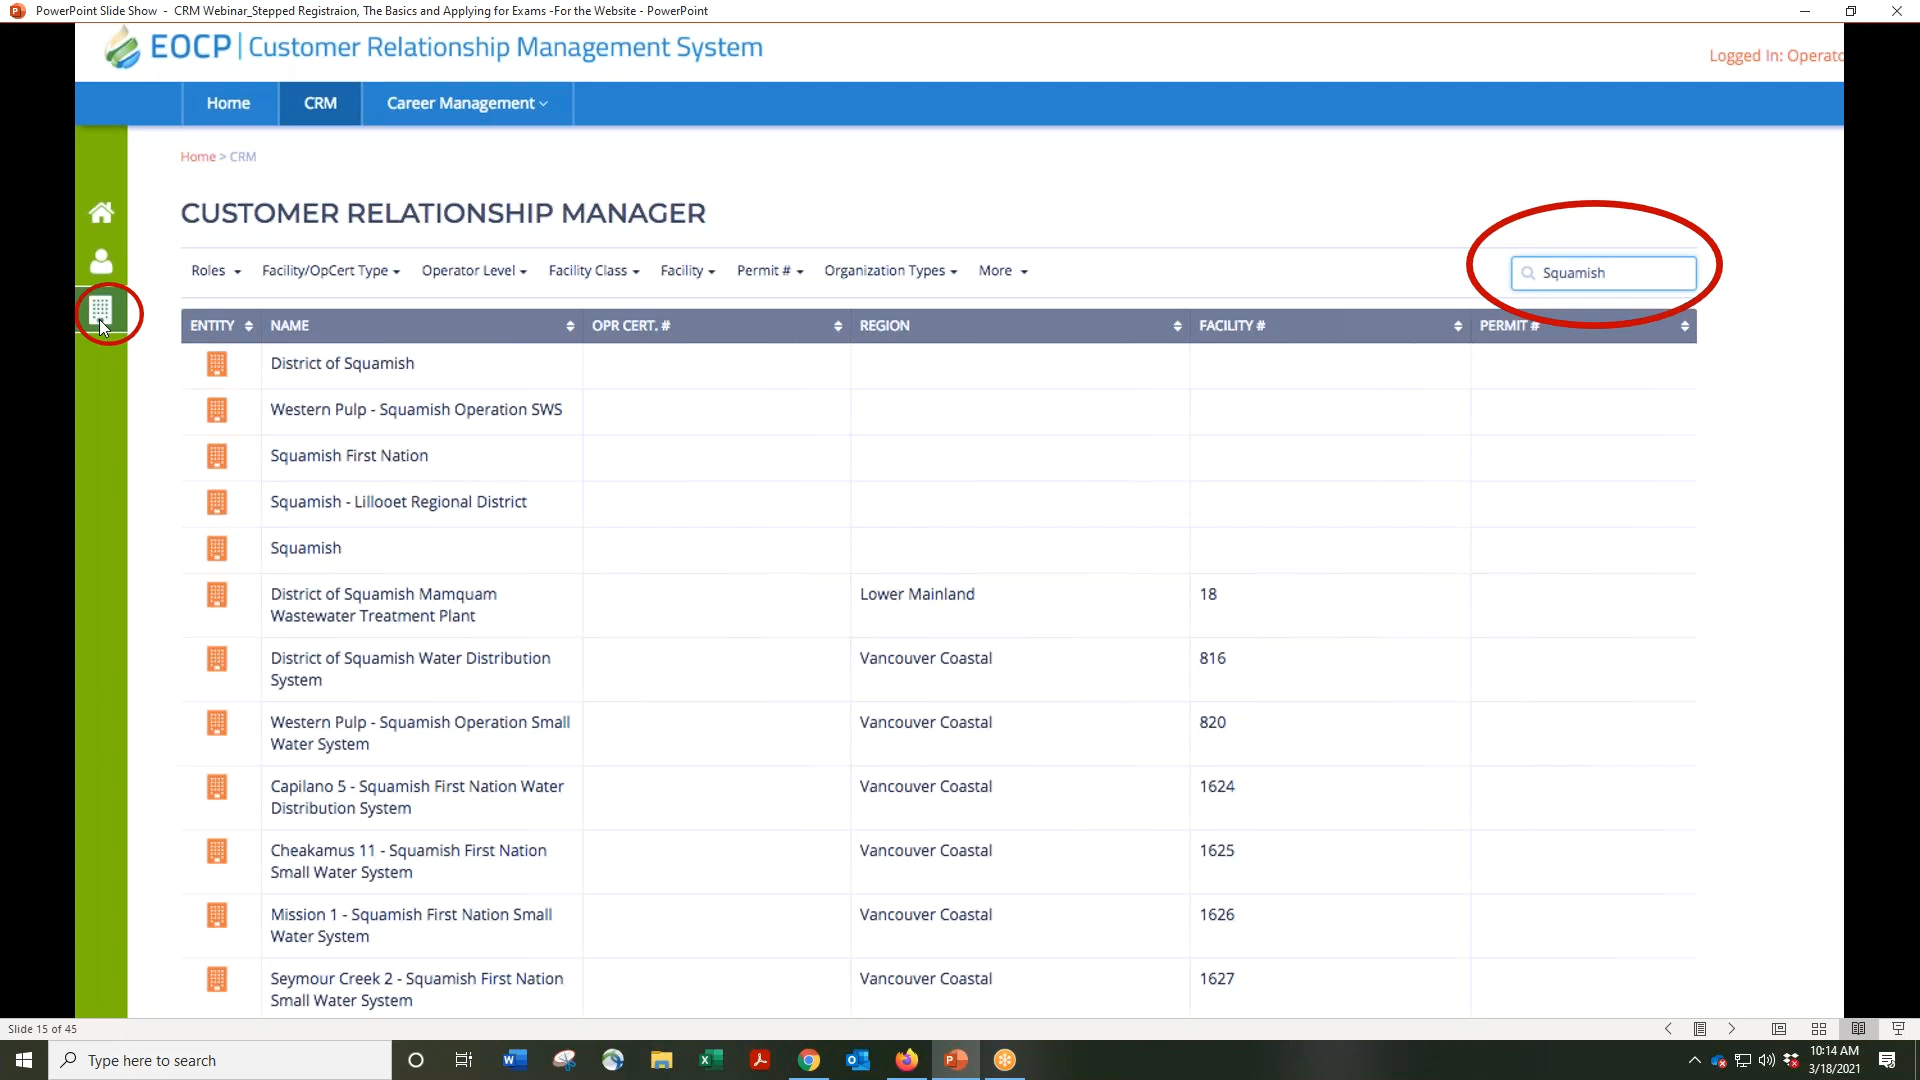 PowerPoint Slide Show - CRM Webinar_Stepped Registraion, The Basics and Applying for Exams -For the Website - PowerPoint
EOCP | Customer Relationship Management System
Logged In: Operato
Home CRM Career Management
Home > CRM
CUSTOMER RELATIONSHIP MANAGER
Roles Facility/OpCert Type Operator Level Facility Class Facility Permit # Organization Types More Squamish
ENTITY NAME OPR CERT. # REGION FACILITY # PERMIT #
District of Squamish
Western Pulp - Squamish Operation SWS
Squamish First Nation
Squamish - Lillooet Regional District
Squamish
District of Squamish Mamquam Lower Mainland 18
Wastewater Treatment Plant
District of Squamish Water Distribution Vancouver Coastal 816
System
Western Pulp - Squamish Operation Small Vancouver Coastal 820
Water System
Capilano 5 - Squamish First Nation Water Vancouver Coastal 1624
Distribution System
Cheakamus 11 - Squamish First Nation Vancouver Coastal 1625
Small Water System
Mission 1 - Squamish First Nation Small Vancouver Coastal 1626
Water System
Seymour Creek 2 - Squamish First Nation Vancouver Coastal 1627
Small Water System
Slide 15 of 45
Type here to search
10:14 AM
3/18/2021